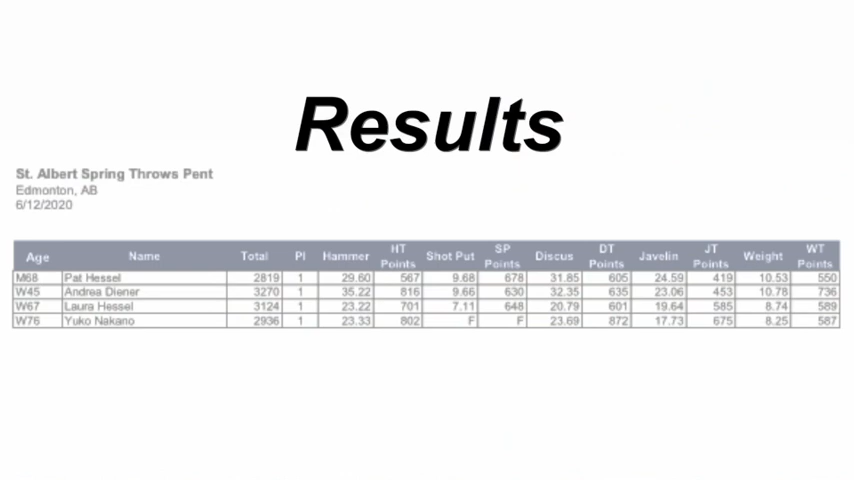 Results
St. Albert Spring Throws Pent
Edmonton, AB
6/12/2020
Age Name Total Pl Hammer HT Points Shot Put SP Points Discus DT Points Javelin JT Points Weight WT Points
M68 Pat Hessel 2819 1 29.60 567 9.68 678 31.85 605 24.59 419 10.53 550
W45 Andrea Diener 3270 1 35.22 816 9.66 630 32.35 635 23.06 453 10.78 736
W67 Laura Hessel 3124 1 23.22 701 7.11 648 20.79 601 19.64 585 8.74 589
W76 Yuko Nakano 2936 1 23.33 802 F F 23.69 872 17.73 675 8.25 587